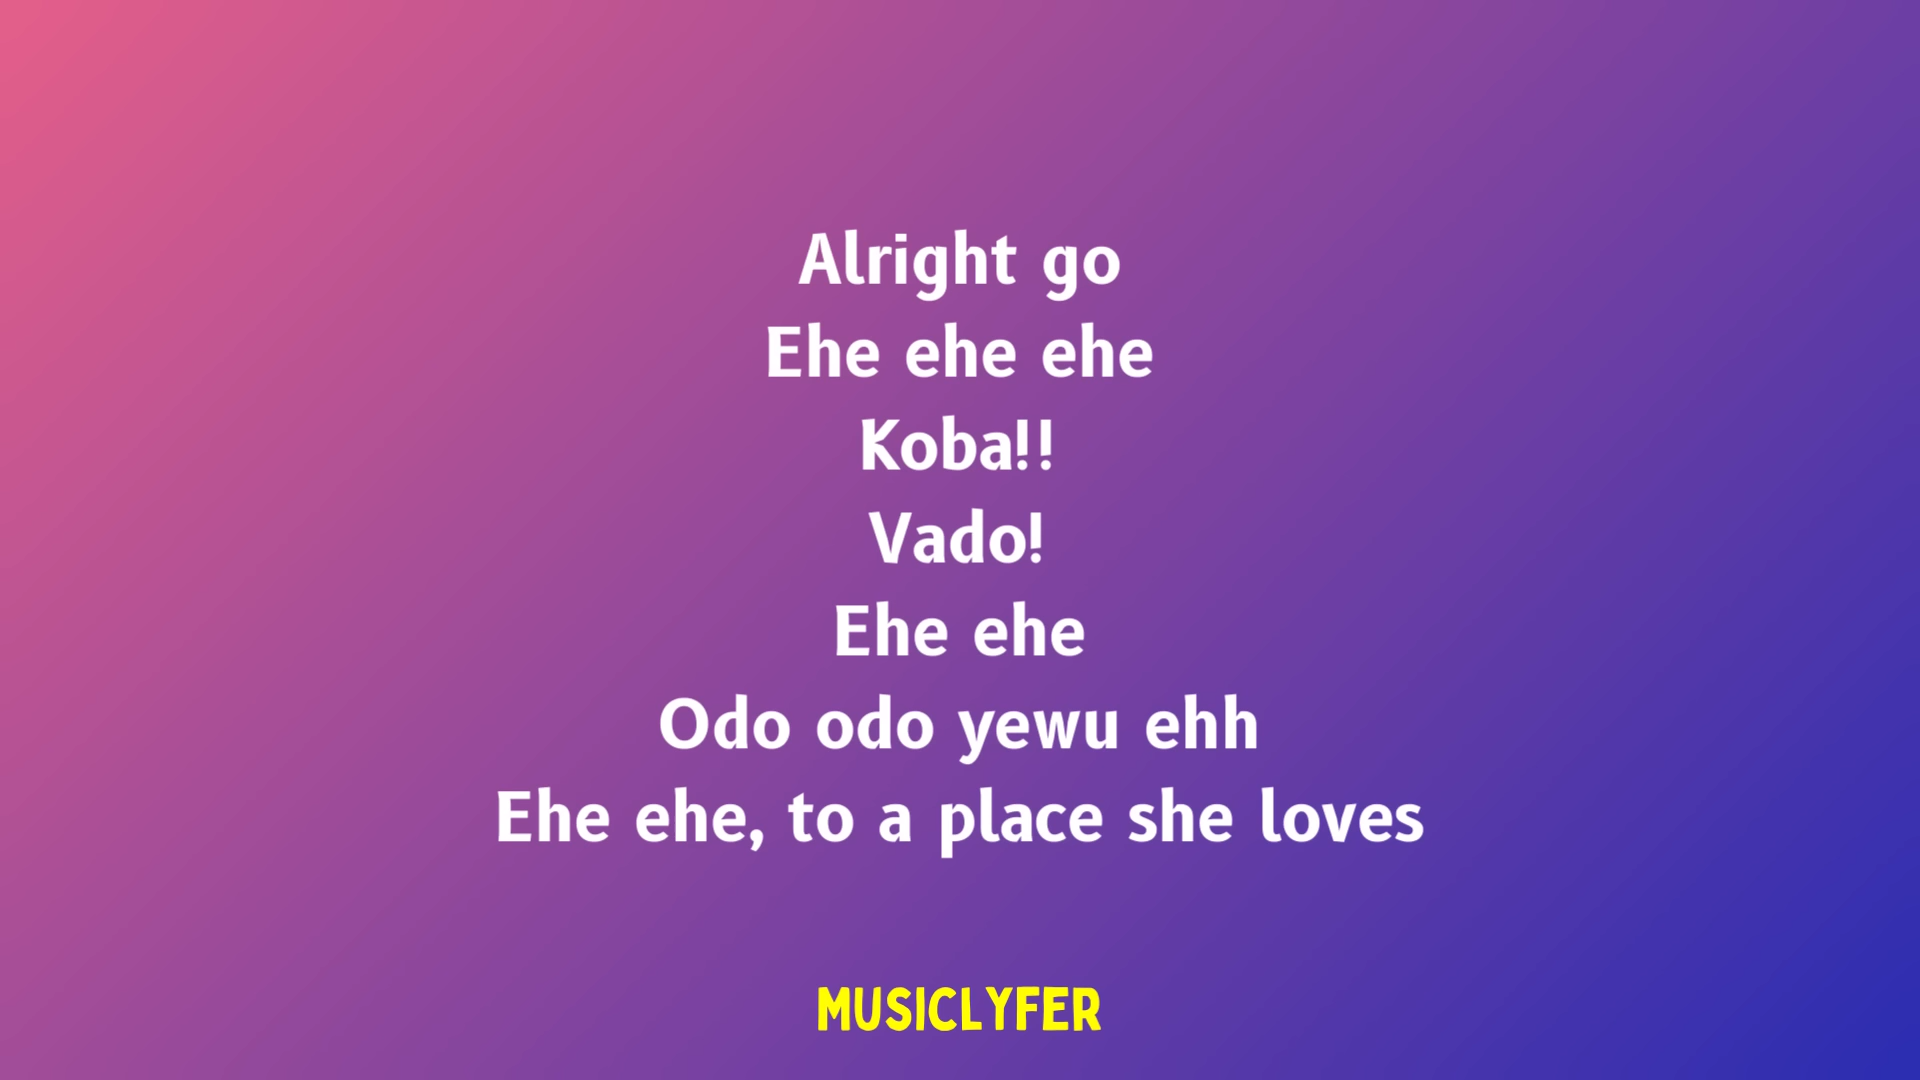 Alright go
Ehe ehe ehe
Koba!!
Vado!
Ehe ehe
Odo odo yewu ehh
Ehe ehe, to a place she loves
MUSICLYFER